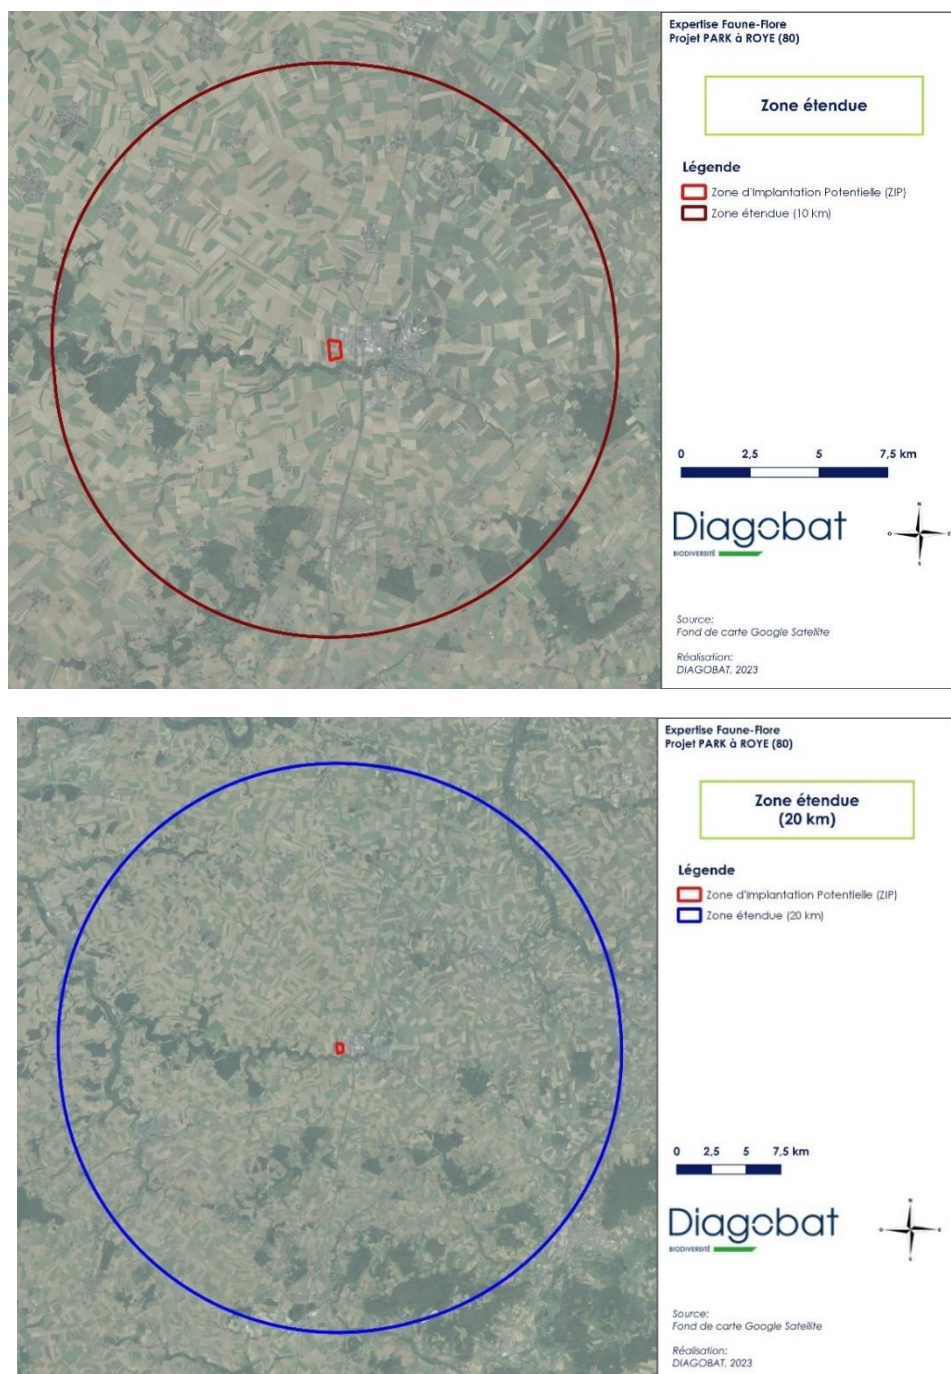 Expertise Faune-Flore
Projet PARK à ROYE (80)
Zone étendue
Légende
Zone d'Implantation Potentielle (ZIP)
Zone étendue (10 km)
0 2,5 5 7,5 km
N
O E
S
Diagobat
BIODIVERSITÉ
Source:
Fond de carte Google Satellite
Réalisation:
DIAGOBAT, 2023
Expertise Faune-Flore
Projet PARK à ROYE (80)
Zone étendue
(20 km)
Légende
Zone d'Implantation Potentielle (ZIP)
Zone étendue (20 km)
0 2,5 5 7,5 km
N
O E
S
Diagobat
BIODIVERSITÉ
Source:
Fond de carte Google Satellite
Réalisation:
DIAGOBAT, 2023